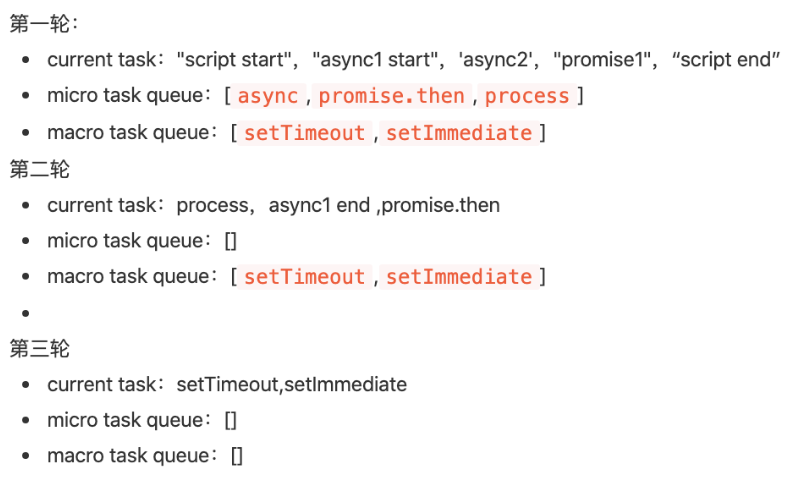 第一轮：
• current task："script start"，"async1 start"，'async2'，"promise1"，“script end”
• micro task queue：[ async , promise.then , process ]
• macro task queue：[ setTimeout , setImmediate ]
第二轮
• current task：process，async1 end ,promise.then
• micro task queue：[]
• macro task queue：[ setTimeout , setImmediate ]
•
第三轮
• current task：setTimeout,setImmediate
• micro task queue：[]
• macro task queue：[]